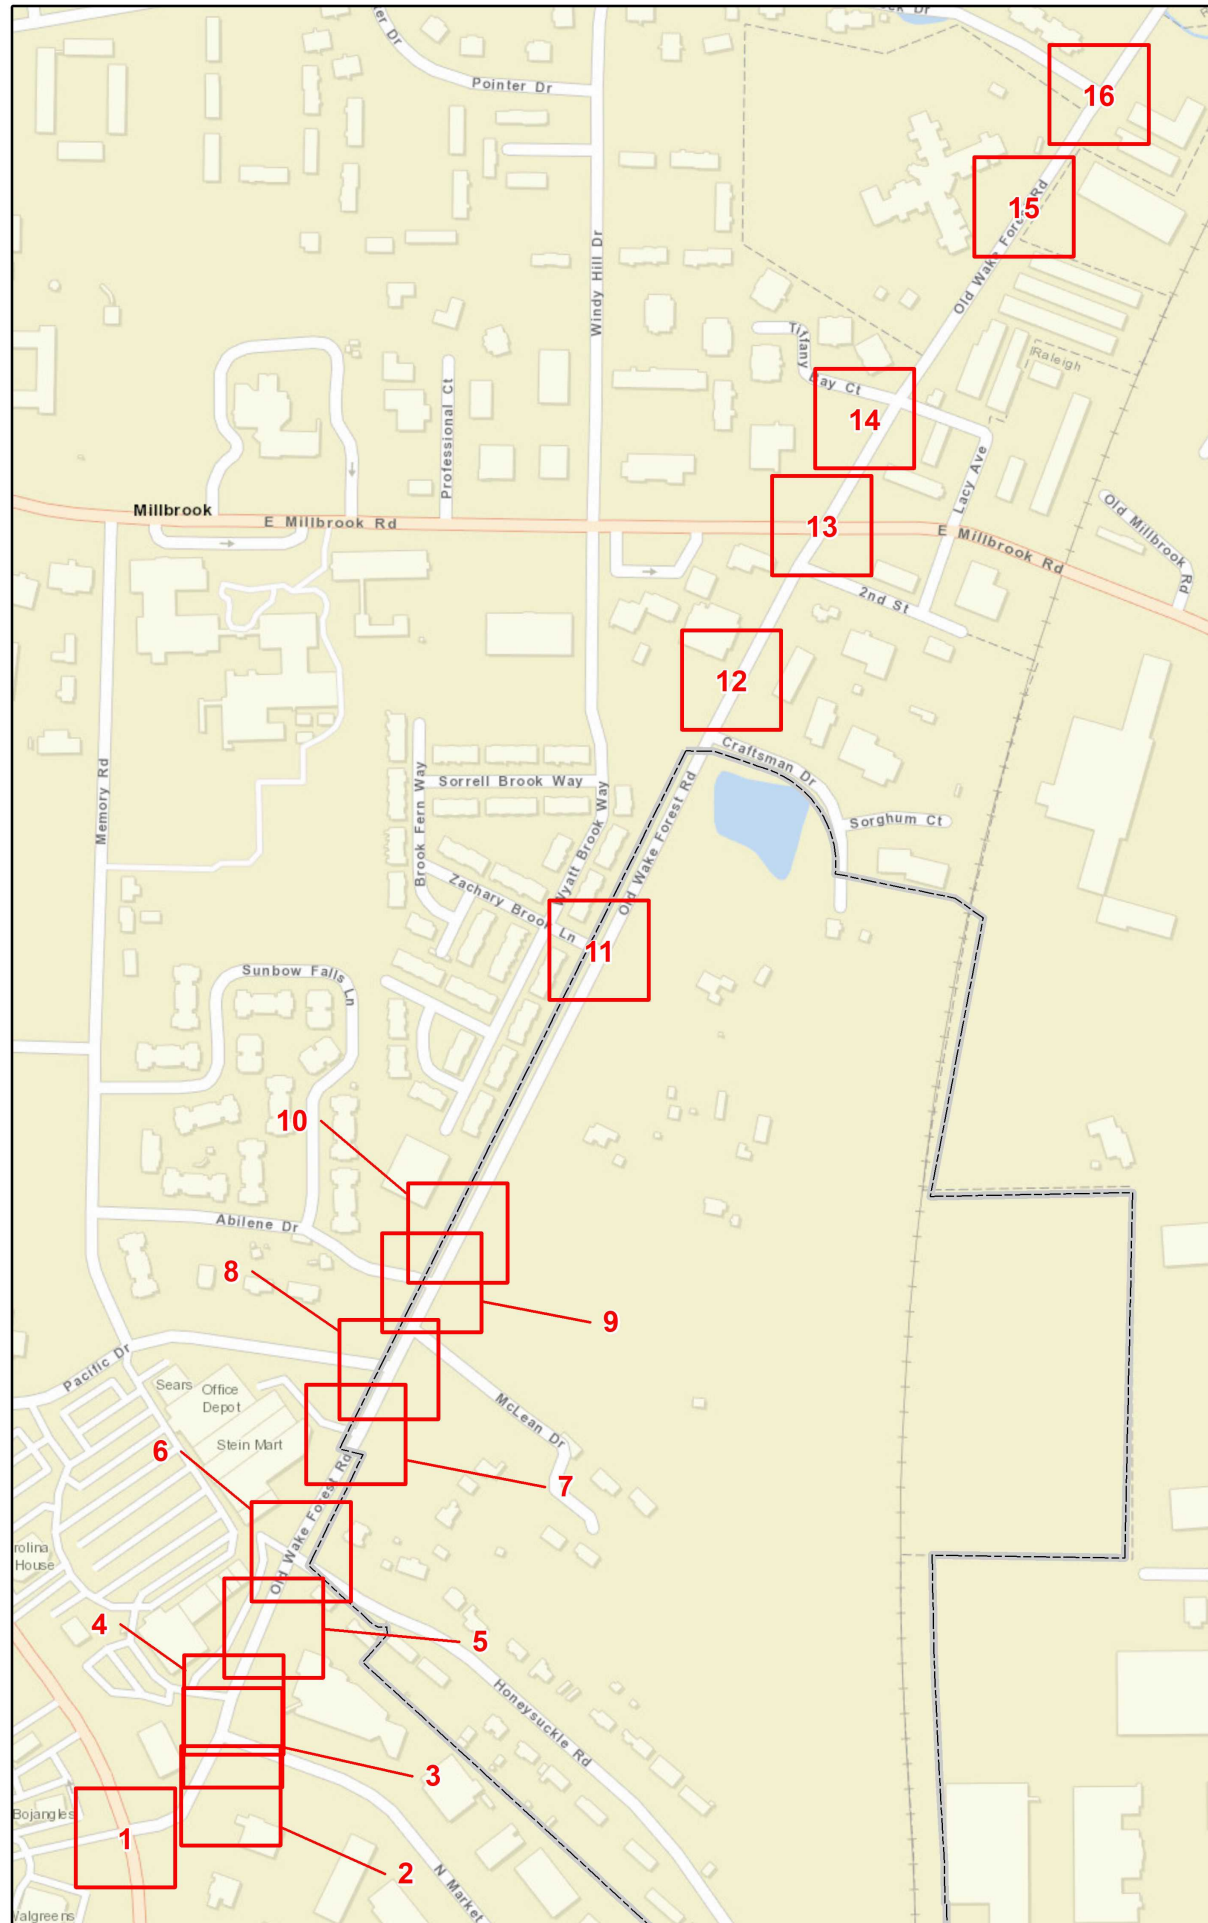 Pointer Dr
16
Windy Hill Dr
15
Old Wake Forest Rd
Tiffany
Bay Ct
Raleigh
14
Professional Ct
Lacy Ave
Millbrook
E Millbrook Rd
13
E Millbrook Rd
Old Millbrook Rd
2nd St
12
Craftsman Dr
Memory Rd
Sorrell Brook Way
Brook Fern Way
Wyatt Brook Way
Old Wake Forest Rd
Sorghum Ct
Zachary Brook Ln
11
Sunbow Falls Ln
10
Abilene Dr
8
9
Pacific Dr
Sears
Office
Depot
McLean Dr
Stein Mart
6
7
Old Wake Forest Rd
rolina
House
4
5
Honeysuckle Rd
3
Bojangles
1
2
N Market
Walgreens